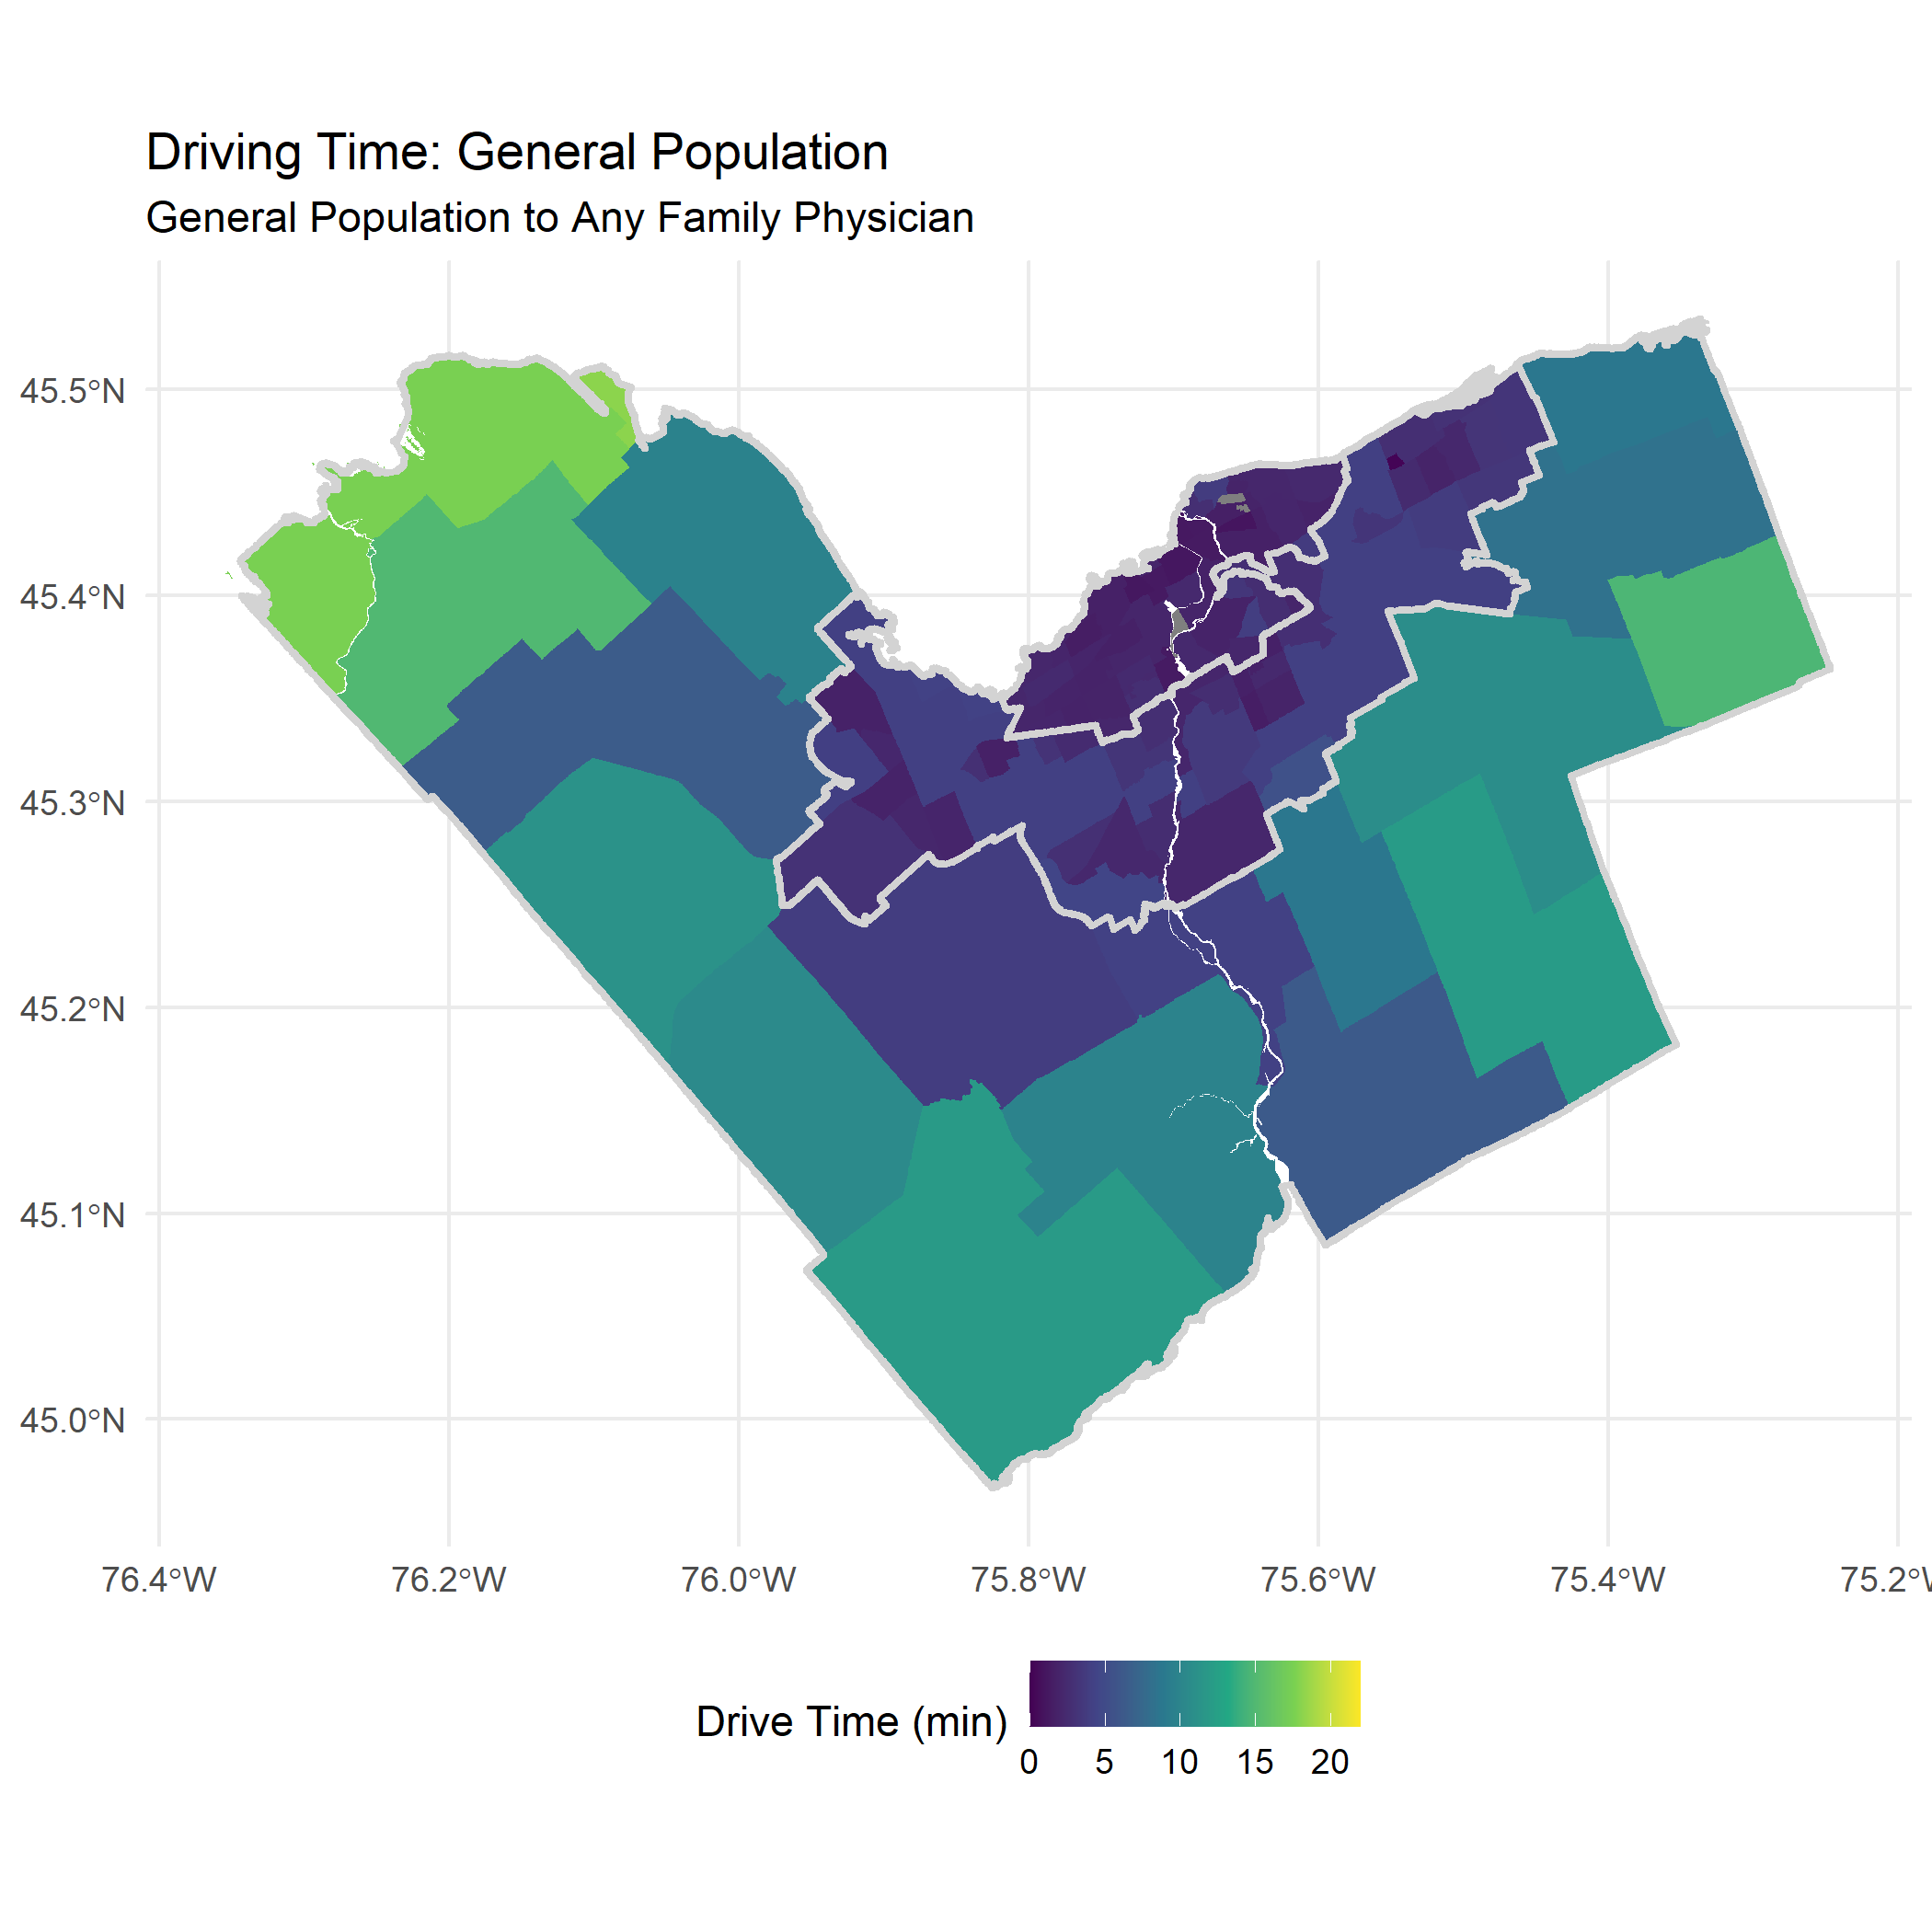 Driving Time: General Population
General Population to Any Family Physician
45.5°N
45.4°N
45.3°N
45.2°N
45.1°N
45.0°N
76.4°W 76.2°W 76.0°W 75.8°W 75.6°W 75.4°W 75.2°W
Drive Time (min)
0 5 10 15 20